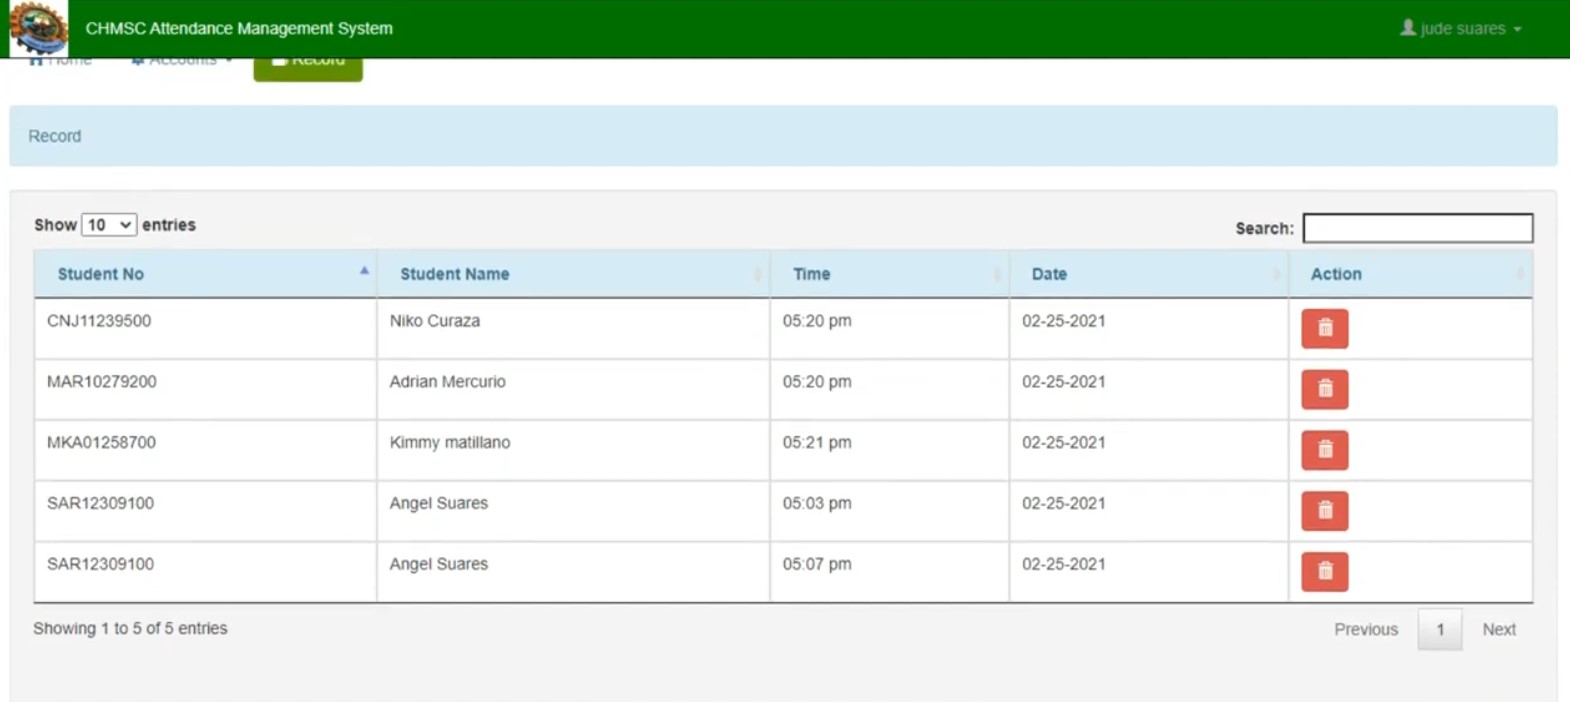 CHMSC Attendance Management System
jude suares
Home Accounts Record
Record
Show 10 entries
Search:
Student No Student Name Time Date Action
CNJ11239500 Niko Curaza 05:20 pm 02-25-2021
MAR10279200 Adrian Mercurio 05:20 pm 02-25-2021
MKA01258700 Kimmy matillano 05:21 pm 02-25-2021
SAR12309100 Angel Suares 05:03 pm 02-25-2021
SAR12309100 Angel Suares 05:07 pm 02-25-2021
Showing 1 to 5 of 5 entries
Previous 1 Next